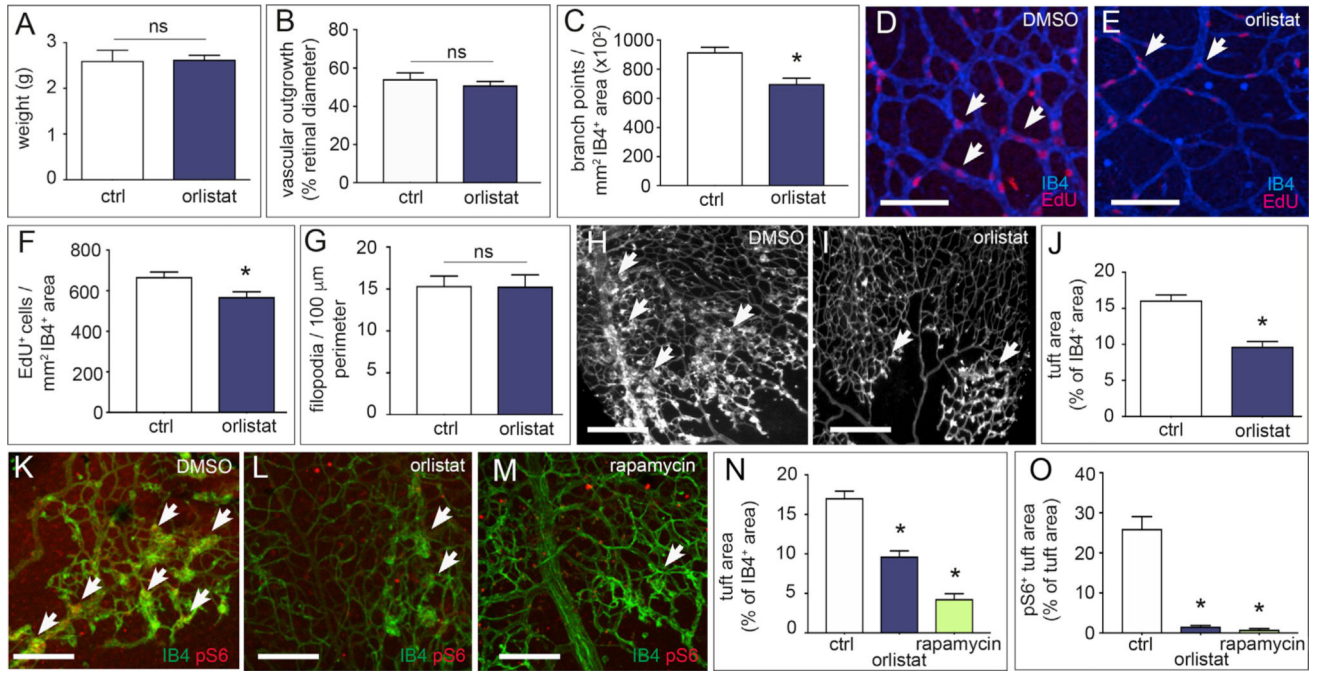 A
weight (g)
3
2
1
0
ns
ctrl
orlistat
B
vascular outgrowth
(% retinal diameter)
80
60
40
20
0
ns
ctrl
orlistat
C
branch points /
mm² IB4⁺ area (x10²)
1000
800
600
400
200
0
*
ctrl
orlistat
D
DMSO
IB4
EdU
E
orlistat
IB4
EdU
F
EdU⁺ cells /
mm² IB4⁺ area
800
600
400
200
0
*
ctrl
orlistat
G
filopodia / 100 µm
perimeter
20
15
10
5
0
ns
ctrl
orlistat
H
DMSO
I
orlistat
J
tuft area
(% of IB4⁺ area)
20
15
10
5
0
*
ctrl
orlistat
K
DMSO
IB4 pS6
L
orlistat
IB4 pS6
M
rapamycin
IB4 pS6
N
tuft area
(% of IB4⁺ area)
20
15
10
5
0
*
*
ctrl
rapamycin
orlistat
O
pS6⁺ tuft area
(% of tuft area)
40
30
20
10
0
*
*
ctrl
rapamycin
orlistat